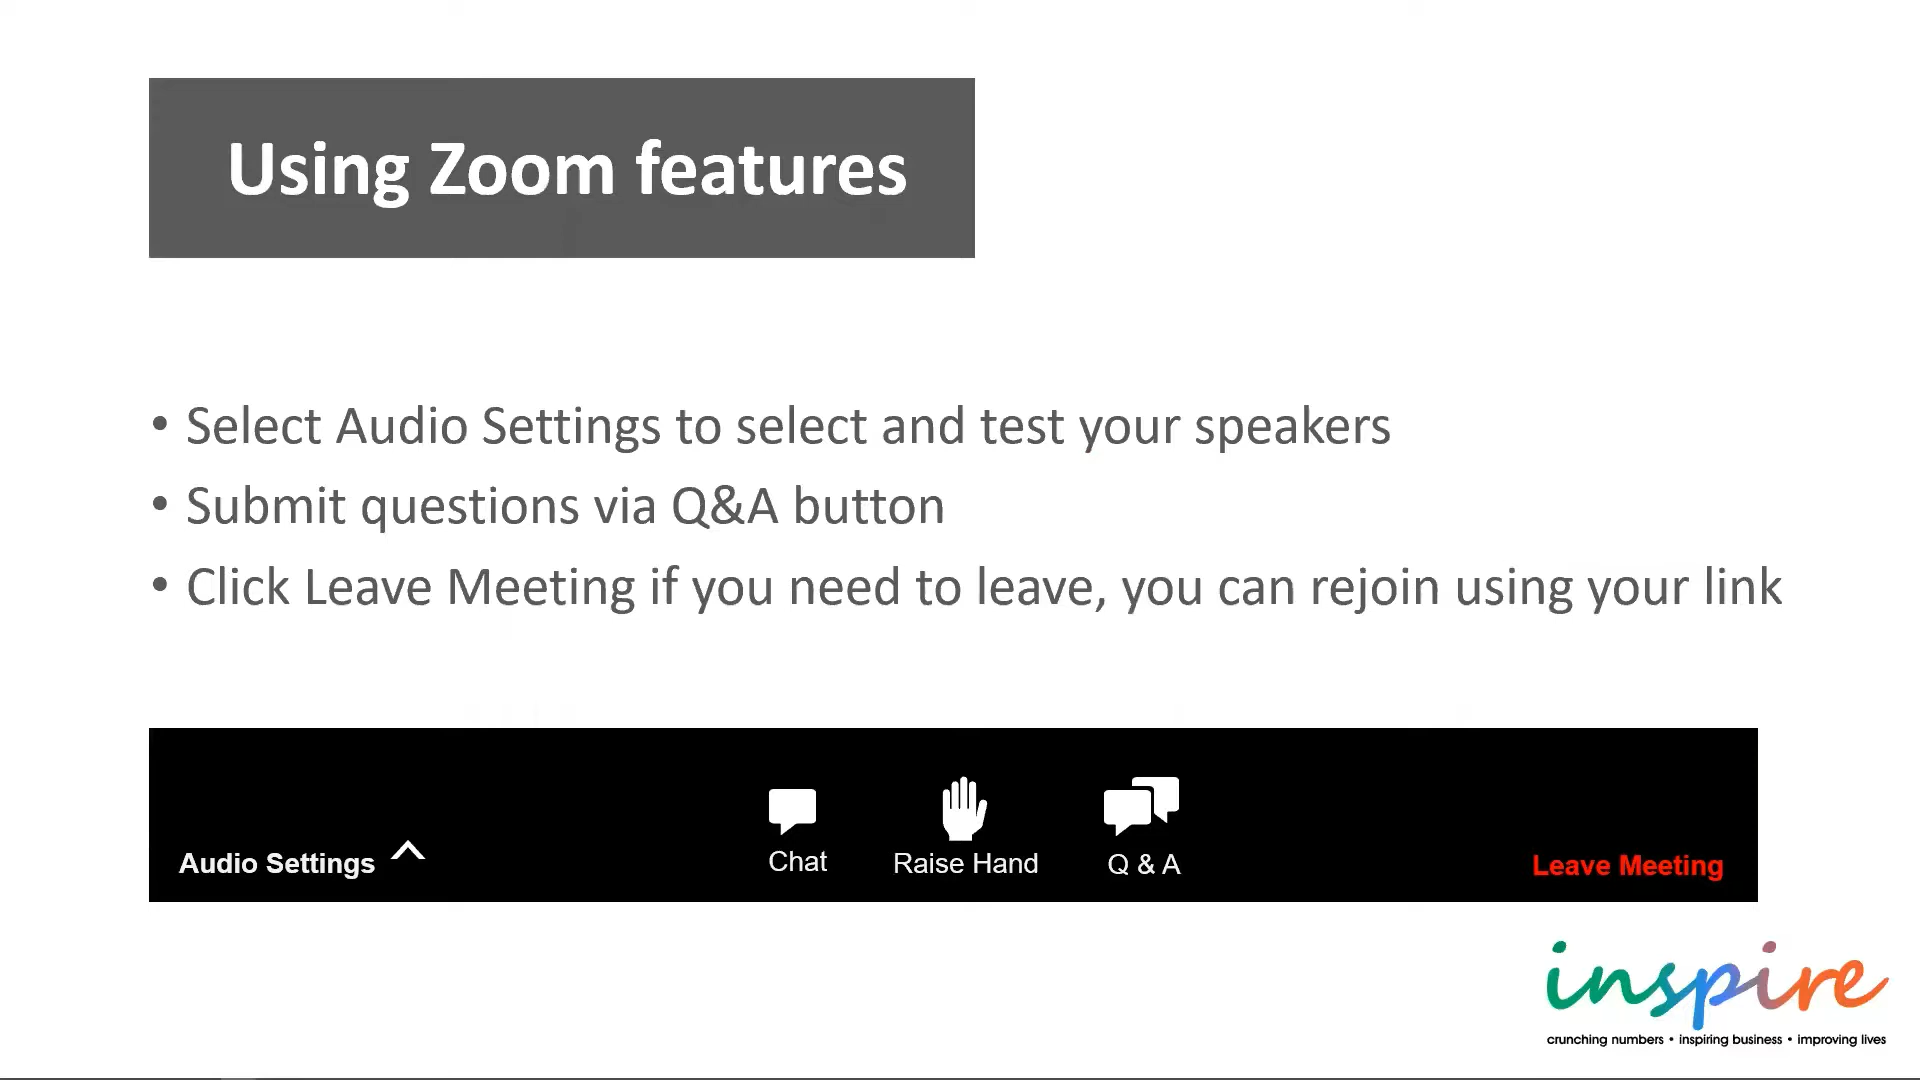 Using Zoom features
• Select Audio Settings to select and test your speakers
• Submit questions via Q&A button
• Click Leave Meeting if you need to leave, you can rejoin using your link
Audio Settings
Chat
Raise Hand
Q & A
Leave Meeting
inspire
crunching numbers • inspiring business • improving lives